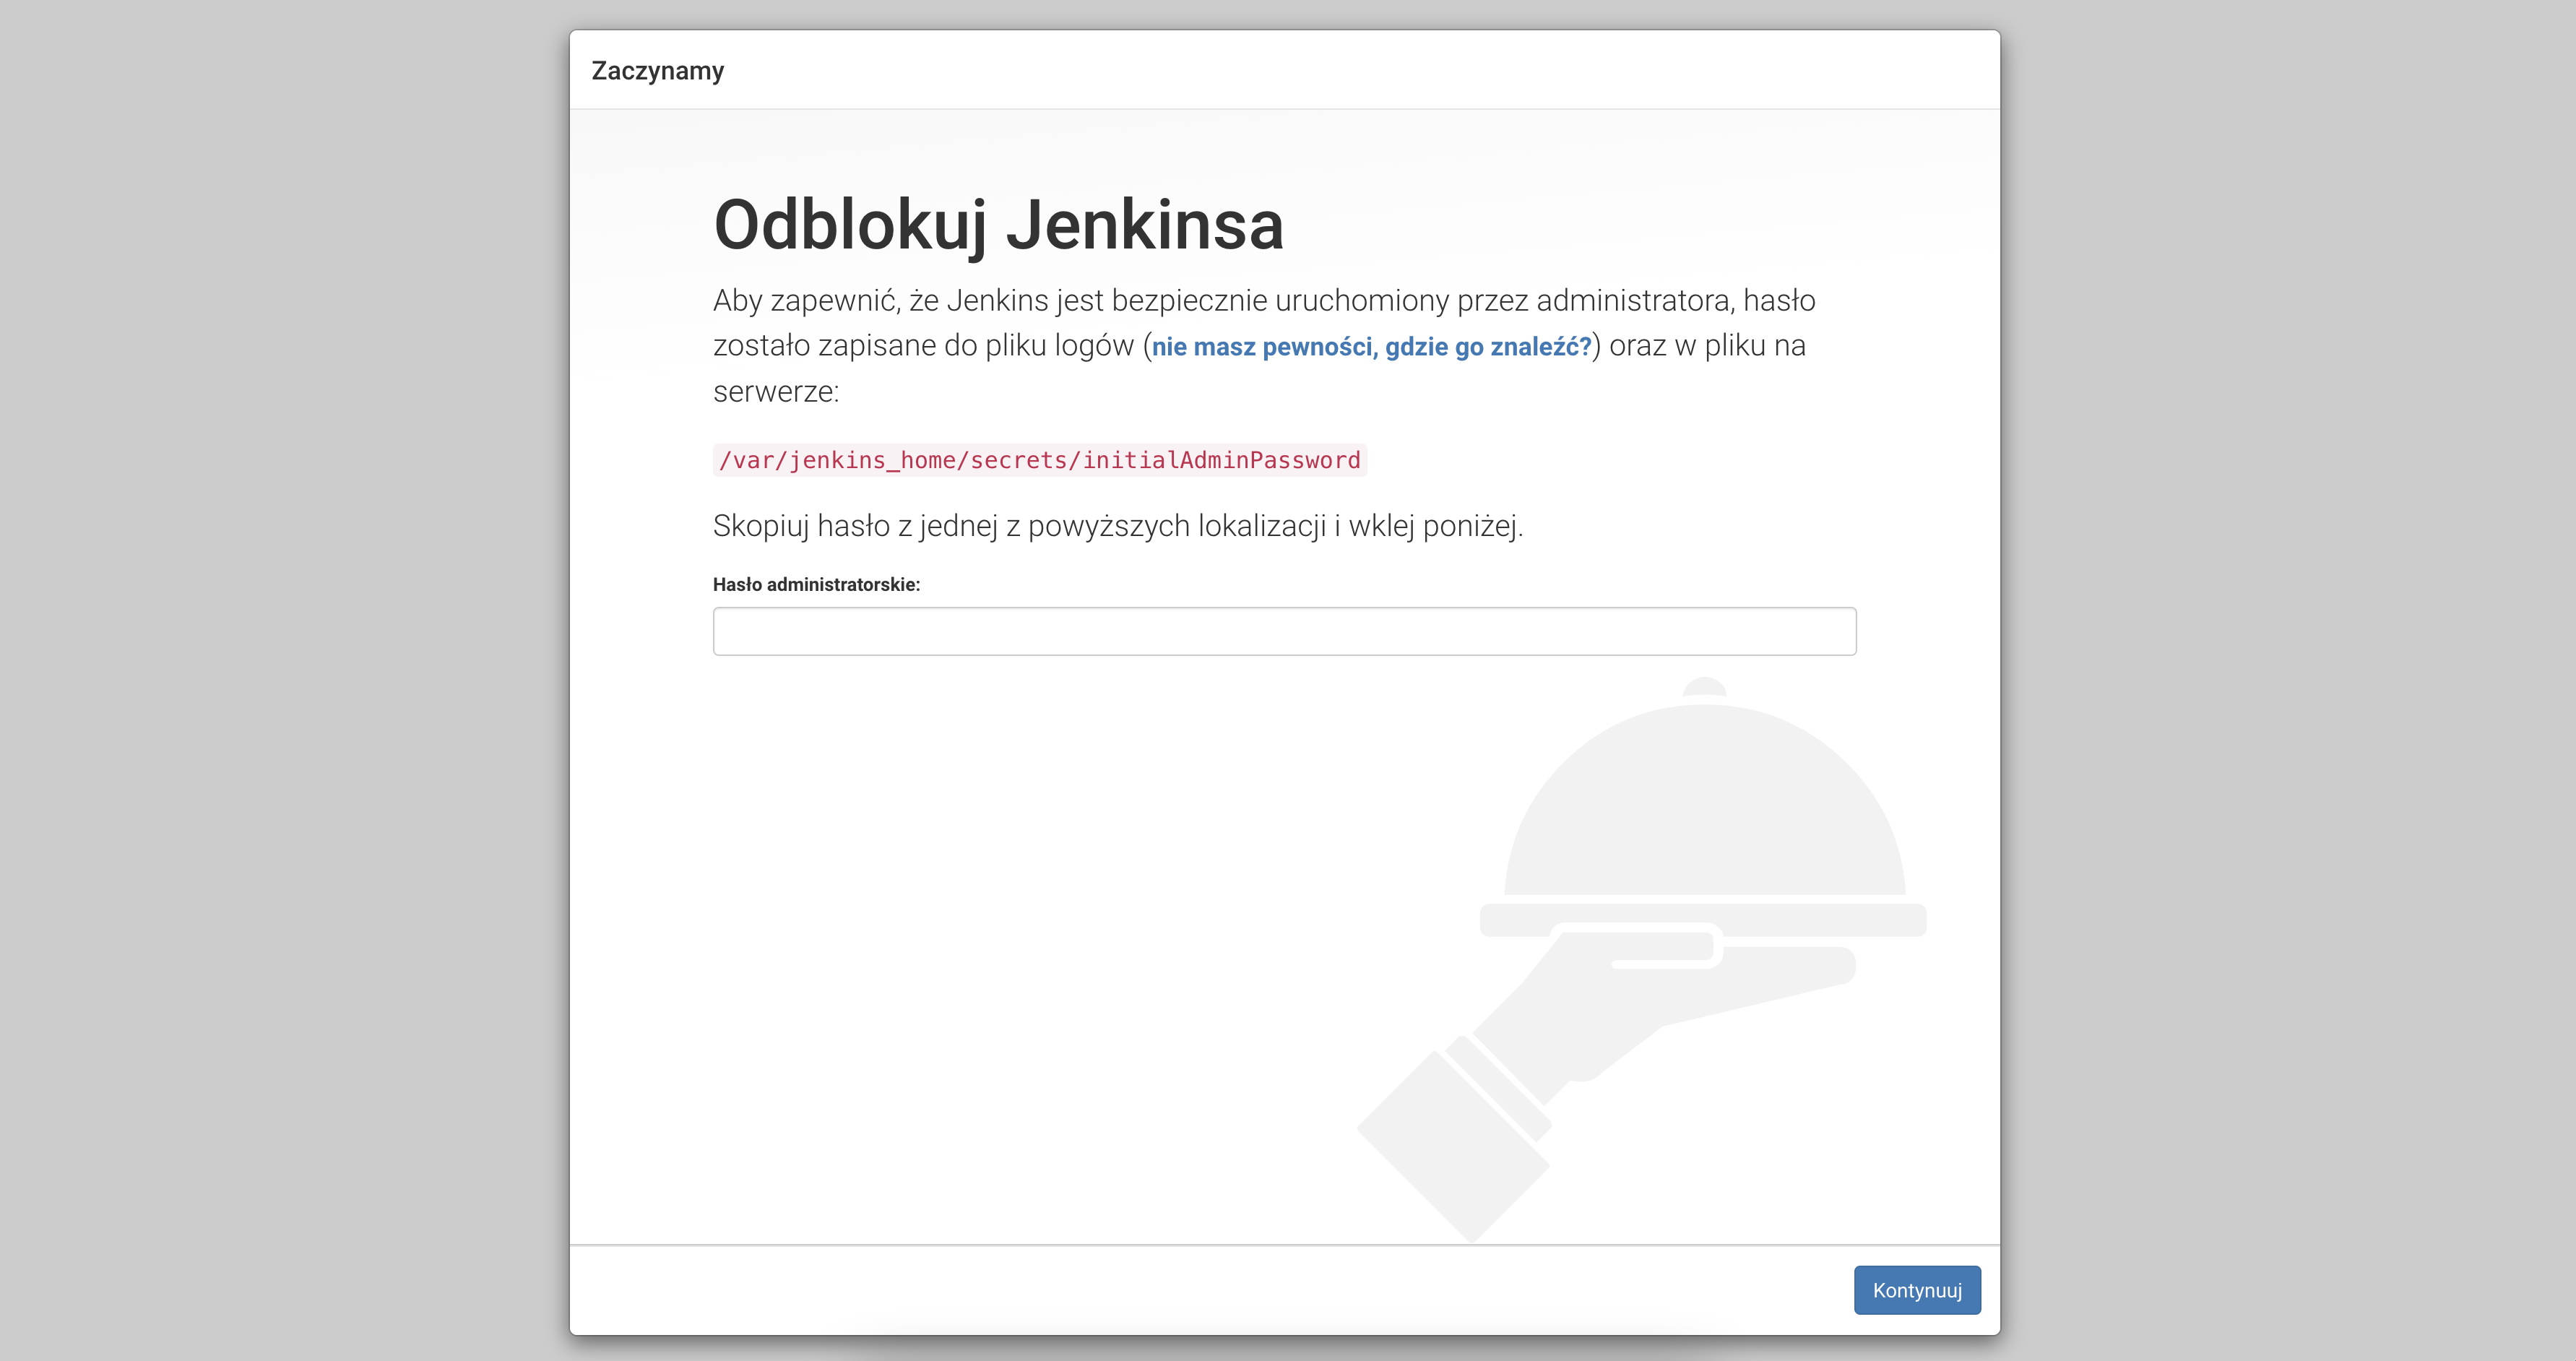 Zaczynamy
Odblokuj Jenkinsa
Aby zapewnić, że Jenkins jest bezpiecznie uruchomiony przez administratora, hasło
zostało zapisane do pliku logów (nie masz pewności, gdzie go znaleźć?) oraz w pliku na
serwerze:
/var/jenkins_home/secrets/initialAdminPassword
Skopiuj hasło z jednej z powyższych lokalizacji i wklej poniżej.
Hasło administratorskie:
Kontynuuj